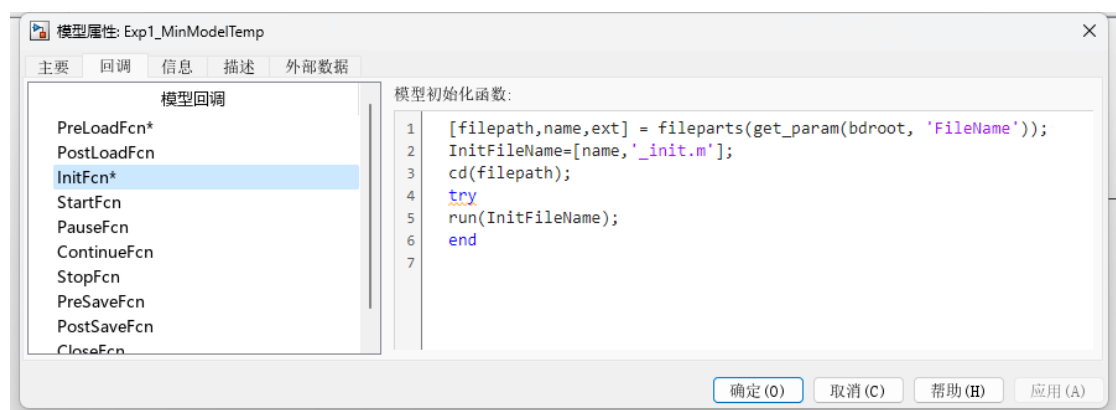 模型属性: Exp1_MinModelTemp
主要 回调 信息 描述 外部数据
模型回调
PreLoadFcn*
PostLoadFcn
InitFcn*
StartFcn
PauseFcn
ContinueFcn
StopFcn
PreSaveFcn
PostSaveFcn
CloseFcn
模型初始化函数:
1 [filepath,name,ext] = fileparts(get_param(bdroot, 'FileName'));
2 InitFileName=[name,'_init.m'];
3 cd(filepath);
4 try
5 run(InitFileName);
6 end
7
确定(O) 取消(C) 帮助(H) 应用(A)